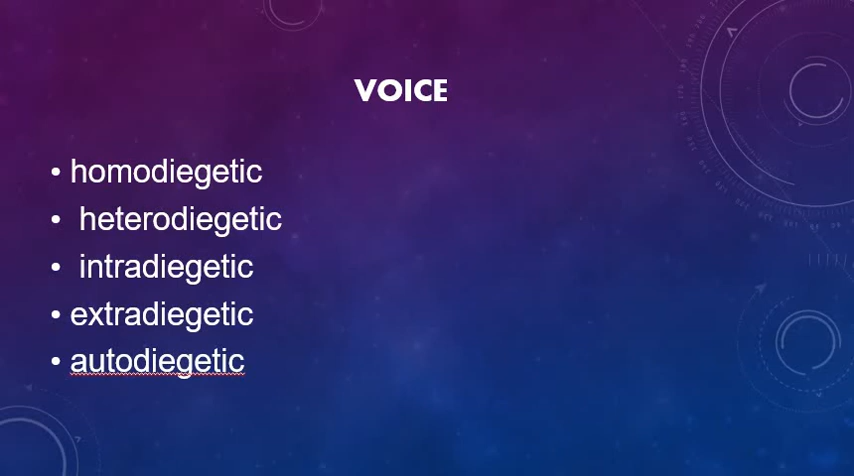 VOICE
• homodiegetic
• heterodiegetic
• intradiegetic
• extradiegetic
• autodiegetic